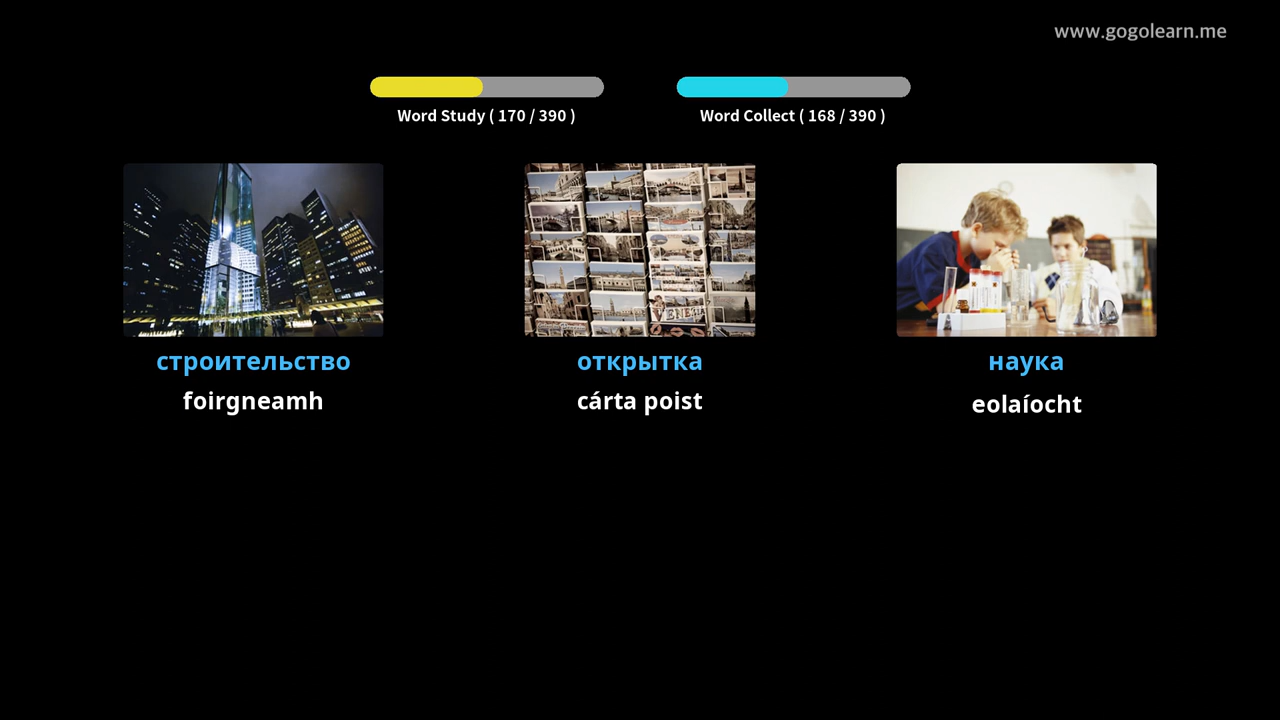 www.gogolearn.me
Word Study ( 170 / 390 )
Word Collect ( 168 / 390 )
строительство
открытка
наука
foirgneamh
cárta poist
eolaíocht